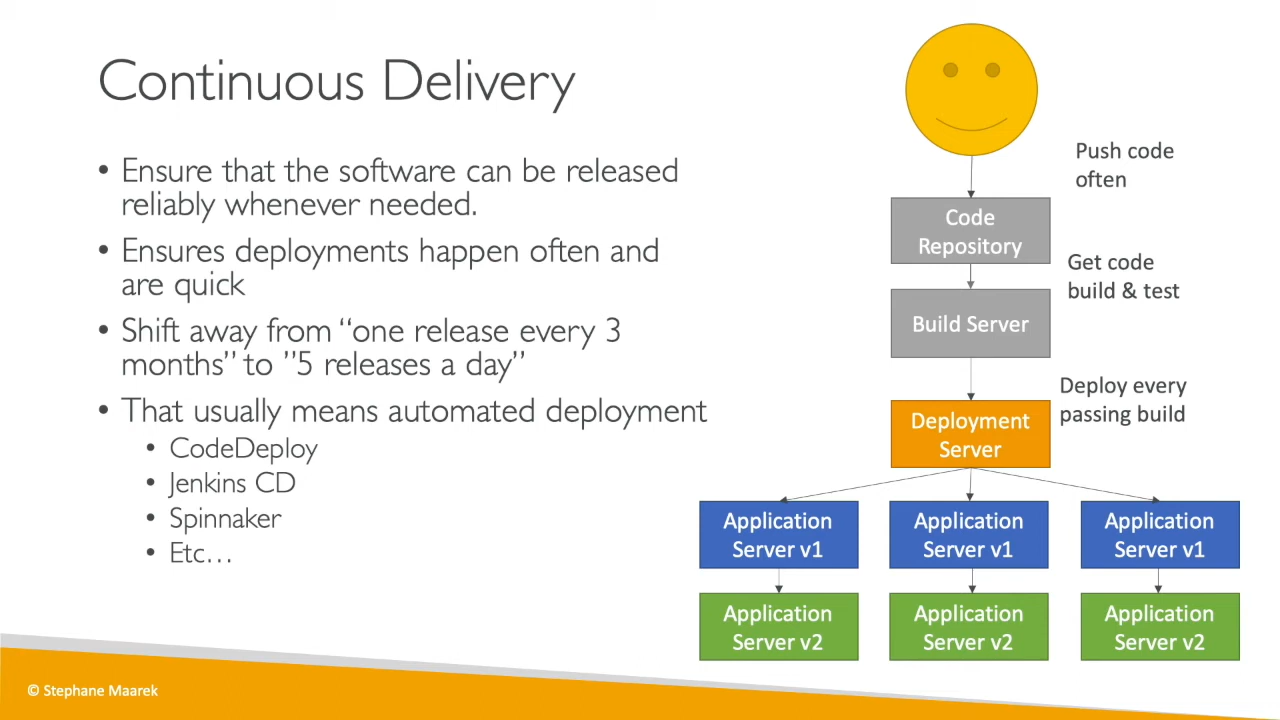 Continuous Delivery
• Ensure that the software can be released
reliably whenever needed.
• Ensures deployments happen often and
are quick
• Shift away from “one release every 3
months” to ”5 releases a day”
• That usually means automated deployment
• CodeDeploy
• Jenkins CD
• Spinnaker
• Etc…
Push code
often
Code
Repository
Get code
build & test
Build Server
Deploy every
passing build
Deployment
Server
Application
Server v1
Application
Server v1
Application
Server v1
Application
Server v2
Application
Server v2
Application
Server v2
© Stephane Maarek